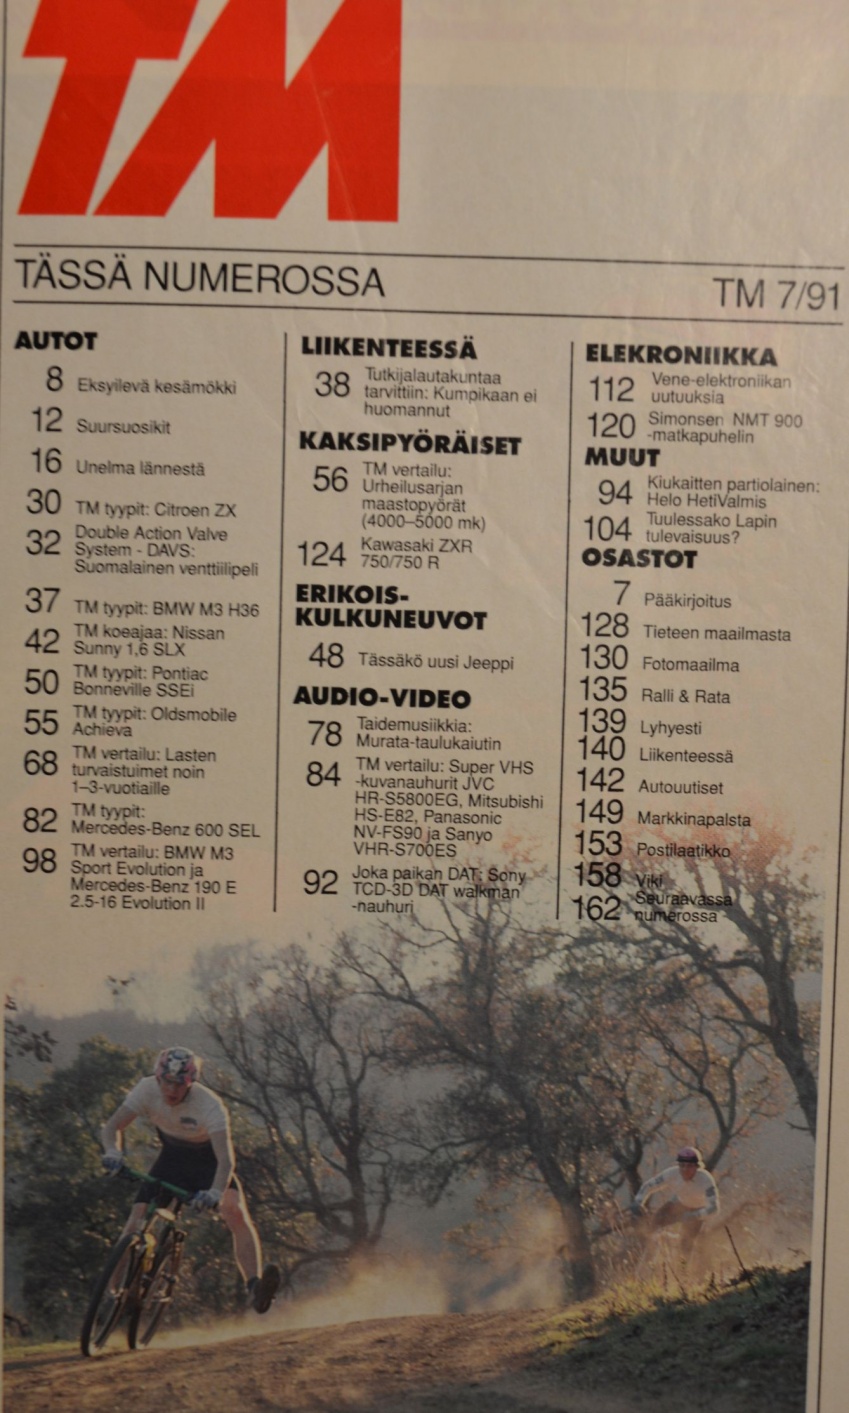 TM
TÄSSÄ NUMEROSSA
TM 7/91
AUTOT
8 Eksyilevä kesämökki
12 Suursuosikit
16 Unelma lännestä
30 TM tyypit: Citroen ZX
32 Double Action Valve
System - DAVS:
Suomalainen venttiilipeli
37 TM tyypit: BMW M3 H36
42 TM koeajaa: Nissan
Sunny 1,6 SLX
50 TM tyypit: Pontiac
Bonneville SSEi
55 TM tyypit: Oldsmobile
Achieva
68 TM vertailu: Lasten
turvaistuimet noin
1–3-vuotiaille
82 TM tyypit:
Mercedes-Benz 600 SEL
98 TM vertailu: BMW M3
Sport Evolution ja
Mercedes-Benz 190 E
2.5-16 Evolution II
LIIKENTEESSÄ
38 Tutkijalautakuntaa
tarvittiin: Kumpikaan ei
huomannut
KAKSIPYÖRÄISET
56 TM vertailu:
Urheilusarjan
maastopyörät
(4000–5000 mk)
124 Kawasaki ZXR
750/750 R
ERIKOIS-
KULKUNEUVOT
48 Tässäkö uusi Jeeppi
AUDIO-VIDEO
78 Taidemusiikkia:
Murata-taulukaiutin
84 TM vertailu: Super VHS
-kuvanauhurit JVC
HR-S5800EG, Mitsubishi
HS-E82, Panasonic
NV-FS90 ja Sanyo
VHR-S700ES
92 Joka paikan DAT: Sony
TCD-3D DAT walkman
-nauhuri
ELEKRONIIKKA
112 Vene-elektroniikan
uutuuksia
120 Simonsen NMT 900
-matkapuhelin
MUUT
94 Kiukaitten partiolainen:
Helo HetiValmis
104 Tuulessako Lapin
tulevaisuus?
OSASTOT
7 Pääkirjoitus
128 Tieteen maailmasta
130 Fotomaailma
135 Ralli & Rata
139 Lyhyesti
140 Liikenteessä
142 Autouutiset
149 Markkinapalsta
153 Postilaatikko
158 Viki
162 Seuraavassa
numerossa